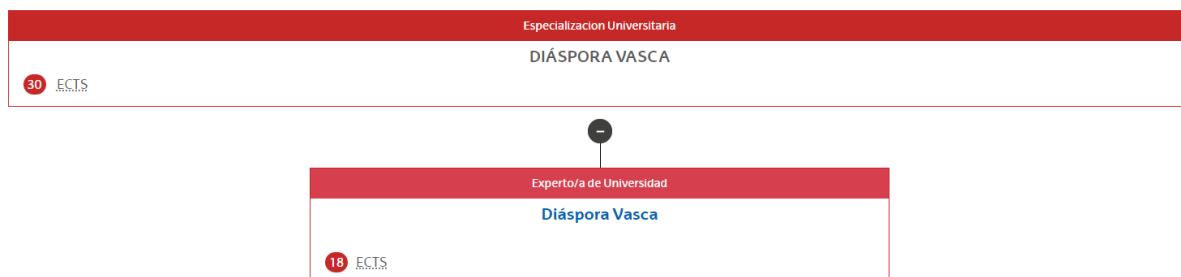 Especializacion Universitaria
DIÁSPORA VASCA
30 ECTS
-
Experto/a de Universidad
Diáspora Vasca
18 ECTS